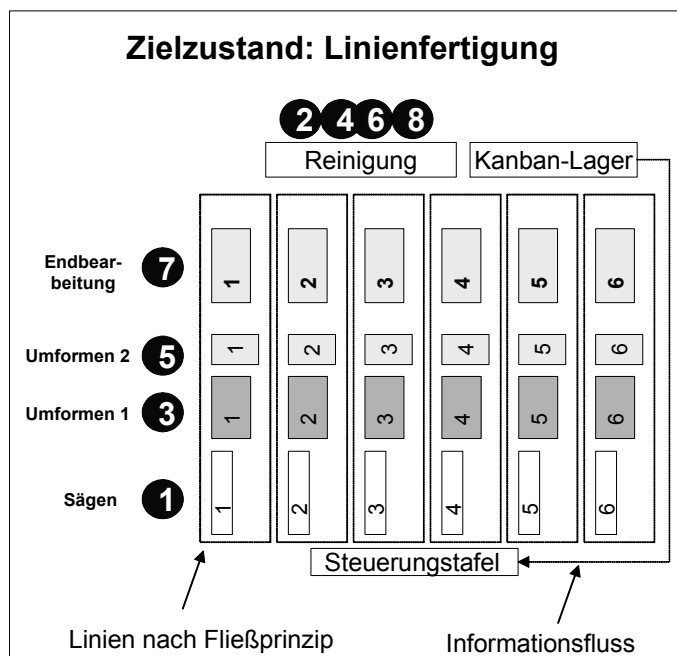 Zielzustand: Linienfertigung
2 4 6 8
Reinigung Kanban-Lager
Endbear-
beitung 7 1 2 3 4 5 6
Umformen 2 5 1 2 3 4 5 6
Umformen 1 3 1 2 3 4 5 6
Sägen 1 1 2 3 4 5 6
Steuerungstafel
Linien nach Fließprinzip Informationsfluss